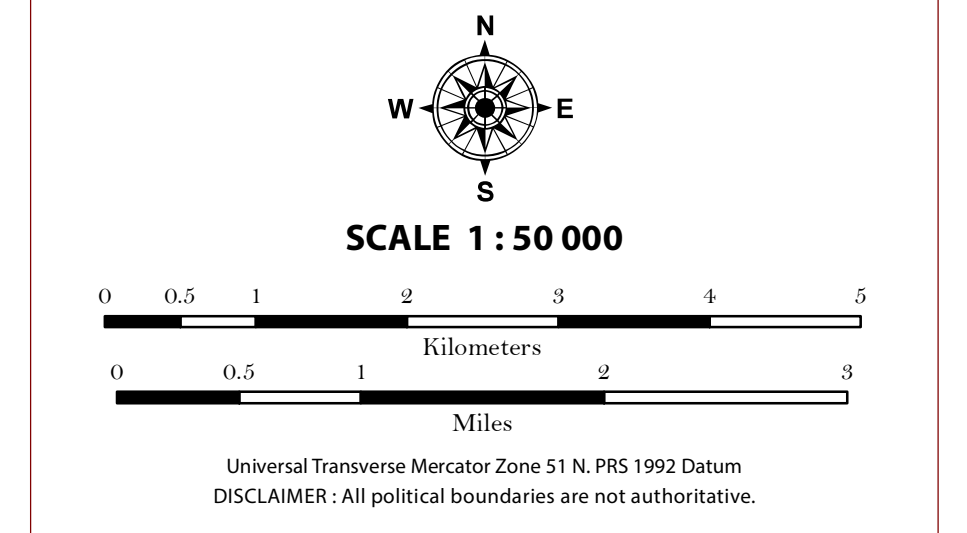 N
W E
S
SCALE 1 : 50 000
0 0.5 1 2 3 4 5
Kilometers
0 0.5 1 2 3
Miles
Universal Transverse Mercator Zone 51 N. PRS 1992 Datum
DISCLAIMER : All political boundaries are not authoritative.